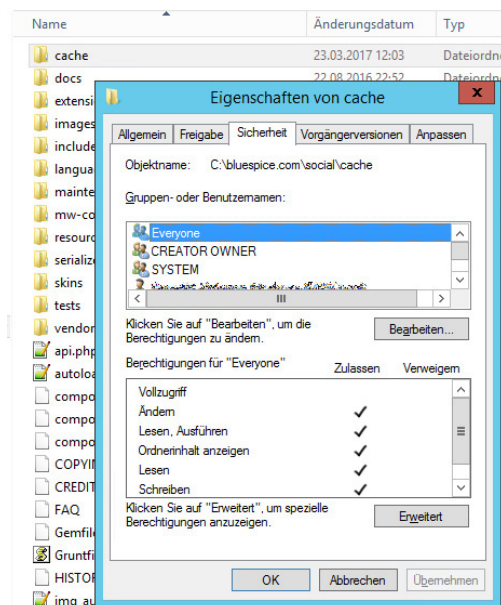 Name Änderungsdatum Typ
cache 23.03.2017 12:03 Dateiordn
docs 22.08.2016 22:52 Dateiordn
extensi
images
include
langua
mainte
mw-co
resourc
serialize
skins
tests
vendor
api.php
autoloa
compo
compo
compo
COPYIN
CREDIT
FAQ
Gemfile
Gruntfi
HISTOR
img_au
Eigenschaften von cache
x
Allgemein Freigabe Sicherheit Vorgängerversionen Anpassen
Objektname: C:\bluespice.com\social\cache
Gruppen- oder Benutzernamen:
Everyone
CREATOR OWNER
SYSTEM
Klicken Sie auf "Bearbeiten", um die
Berechtigungen zu ändern.
Bearbeiten...
Berechtigungen für "Everyone" Zulassen Verweigern
Vollzugriff
Ändern
Lesen, Ausführen
Ordnerinhalt anzeigen
Lesen
Schreiben
Klicken Sie auf "Erweitert", um spezielle
Berechtigungen anzuzeigen.
Erweitert
OK Abbrechen Übernehmen